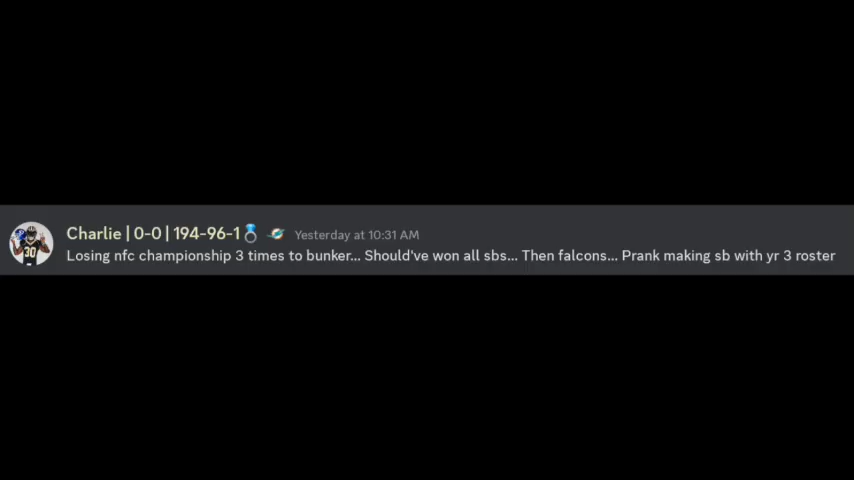 Charlie | 0-0 | 194-96-1💍 Yesterday at 10:31 AM
Losing nfc championship 3 times to bunker... Should've won all sbs... Then falcons... Prank making sb with yr 3 roster
30